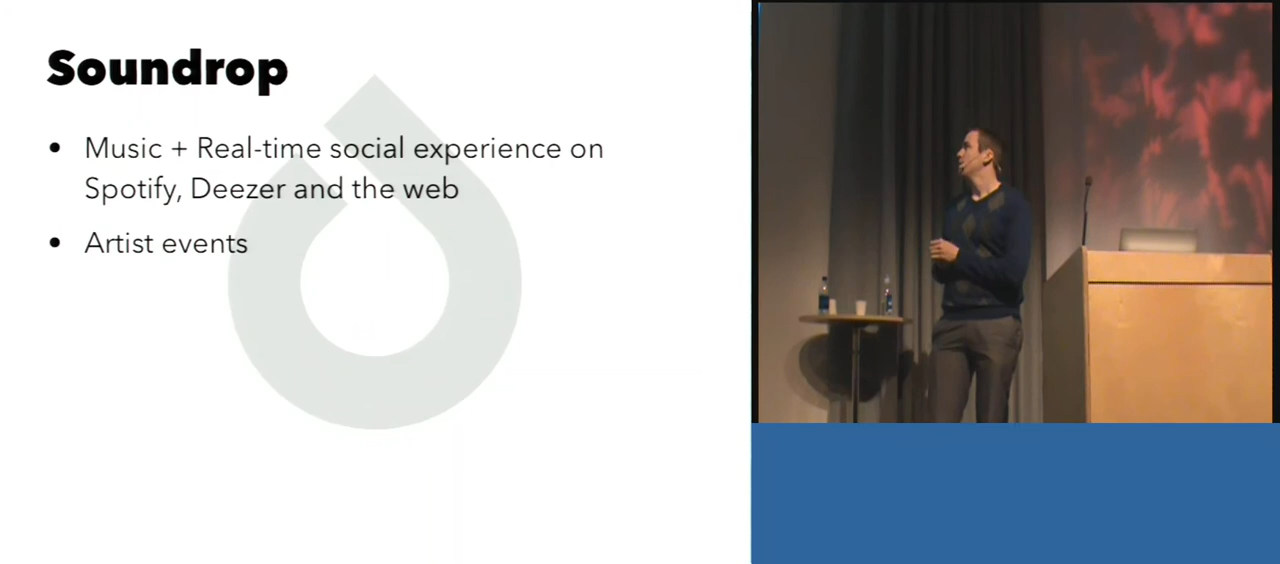 Soundrop
• Music + Real-time social experience on
Spotify, Deezer and the web
• Artist events